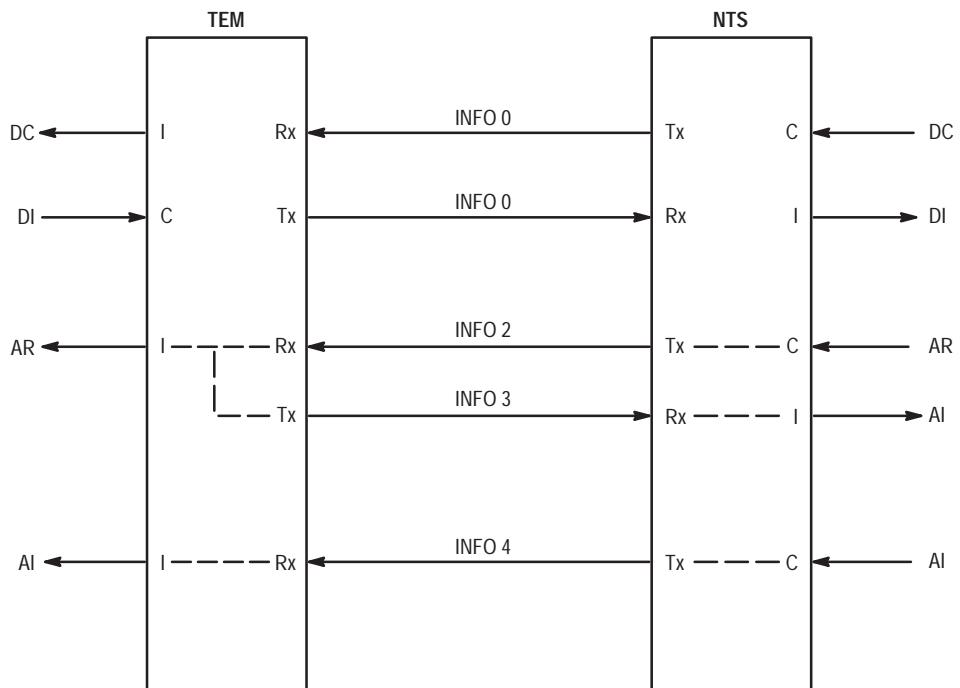 TEM NTS
INFO 0
DC I Rx Tx C DC
INFO 0
DI C Tx Rx I DI
INFO 2
AR I Rx Tx C AR
INFO 3
Tx Rx I AI
INFO 4
AI I Rx Tx C AI